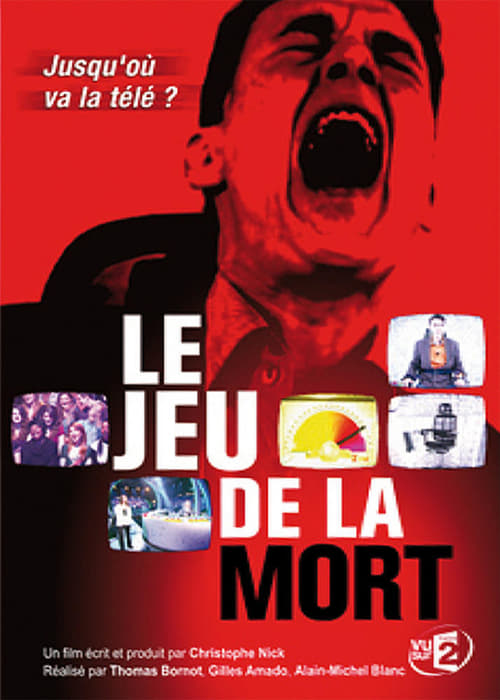 Jusqu'où
va la télé ?
LE
JEU
DE LA
MORT
Un film écrit et produit par Christophe Nick
Réalisé par Thomas Bornot, Gilles Amado, Alain-Michel Blanc
VU
sur
2